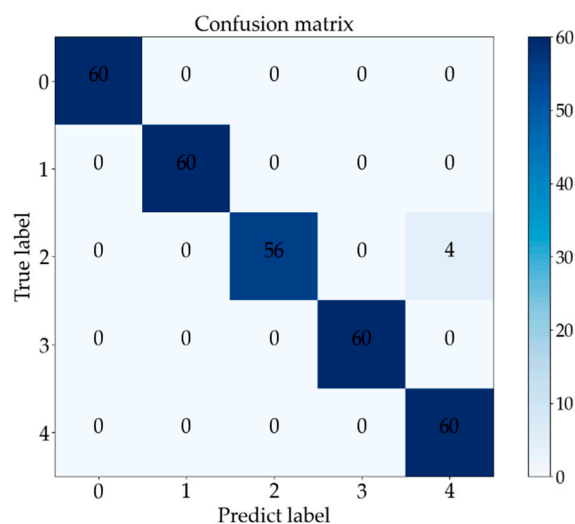 Confusion matrix
True label
0 60 0 0 0 0
1 0 60 0 0 0
2 0 0 56 0 4
3 0 0 0 60 0
4 0 0 0 0 60
0 1 2 3 4
Predict label
60
50
40
30
20
10
0